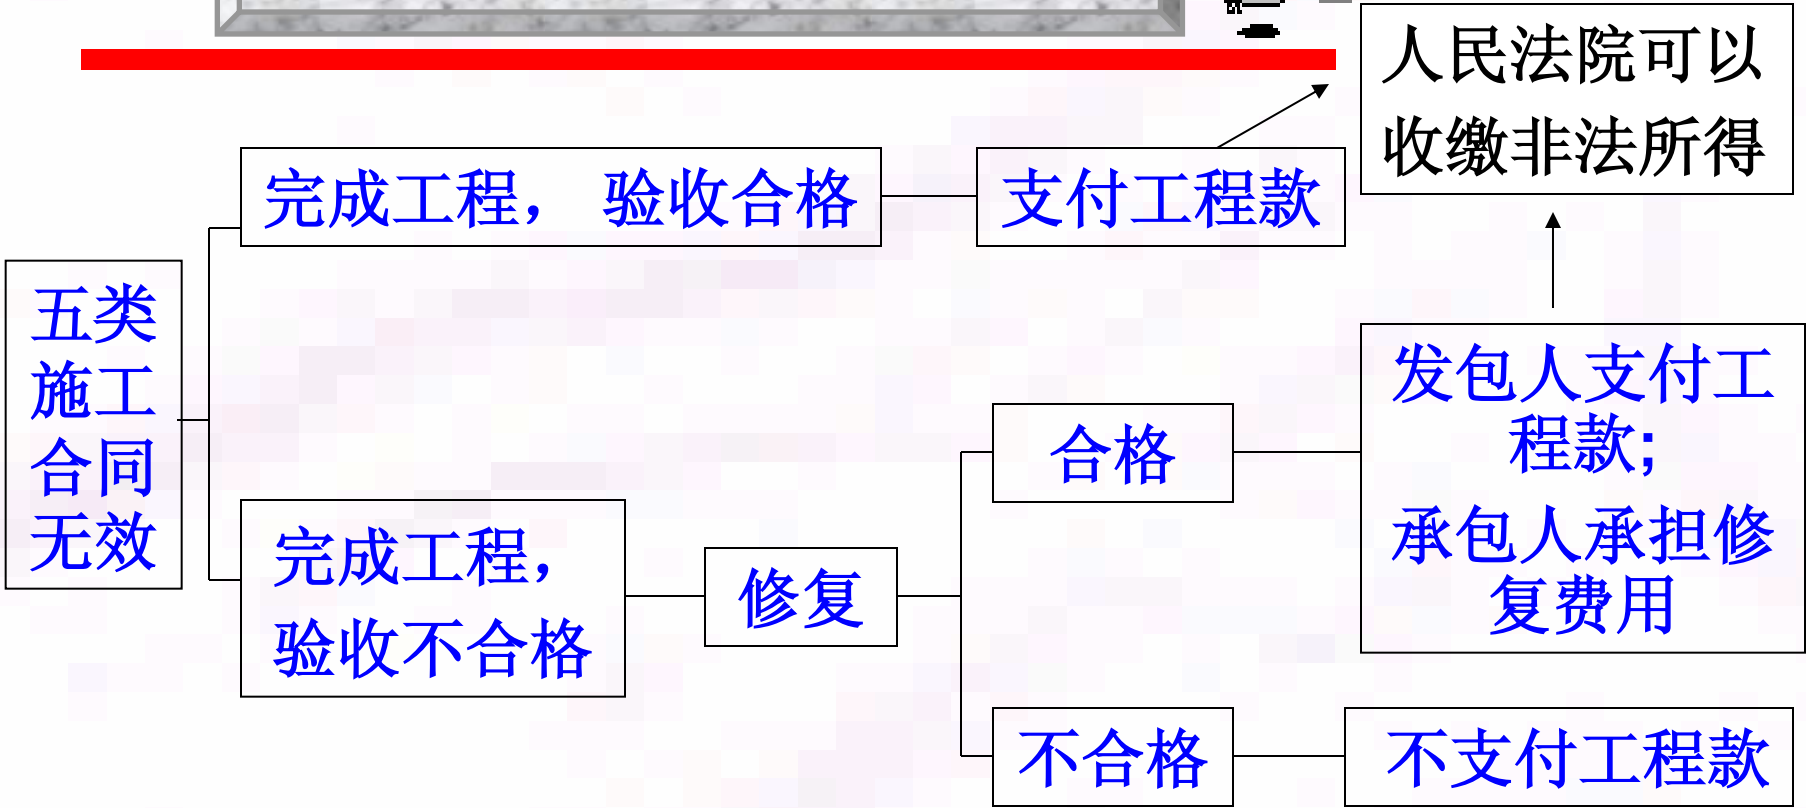 人民法院可以
收缴非法所得
完成工程， 验收合格
支付工程款
五类
施工
合同
无效
发包人支付工
程款;
承包人承担修
复费用
合格
完成工程，
验收不合格
修复
不合格
不支付工程款